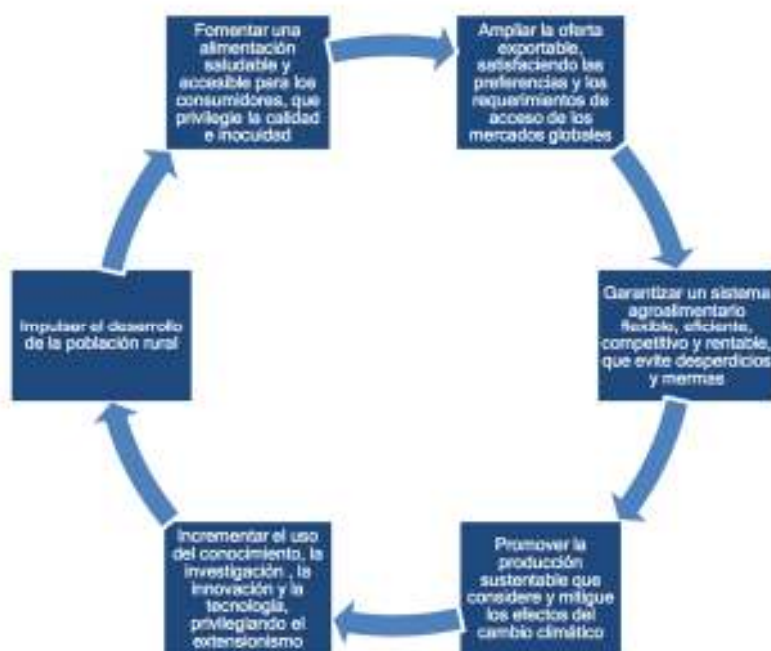 Fomentar una
alimentación
saludable y
accesible para los
consumidores, que
privilegie la calidad
e inocuidad
Ampliar la oferta
exportable,
satisfaciendo las
preferencias y los
requerimientos de
acceso de los
mercados globales
Garantizar un sistema
agroalimentario
flexible, eficiente,
competitivo y rentable,
que evite desperdicios
y mermas
Promover la
producción
sustentable que
considere y mitigue
los efectos del
cambio climático
Incrementar el uso
del conocimiento, la
investigación , la
innovación y la
tecnología,
privilegiando el
extensionismo
Impulsar el desarrollo
de la población rural